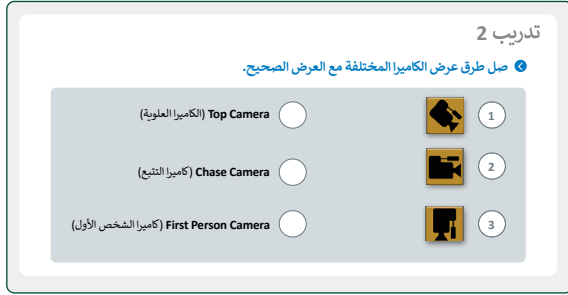 تدريب 2
صل طرق عرض الكاميرا المختلفة مع العرض الصحيح.
1
Top Camera (الكاميرا العلوية)
2
Chase Camera (كاميرا التتبع)
3
First Person Camera (كاميرا الشخص الأول)